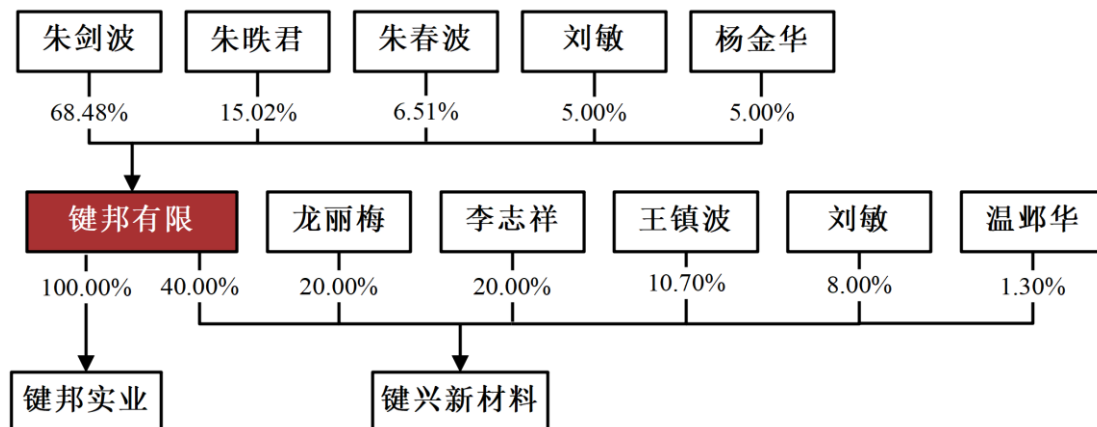 朱剑波 朱昳君 朱春波 刘敏 杨金华
68.48% 15.02% 6.51% 5.00% 5.00%
键邦有限 龙丽梅 李志祥 王镇波 刘敏 温邺华
100.00% 40.00% 20.00% 20.00% 10.70% 8.00% 1.30%
键邦实业 键兴新材料